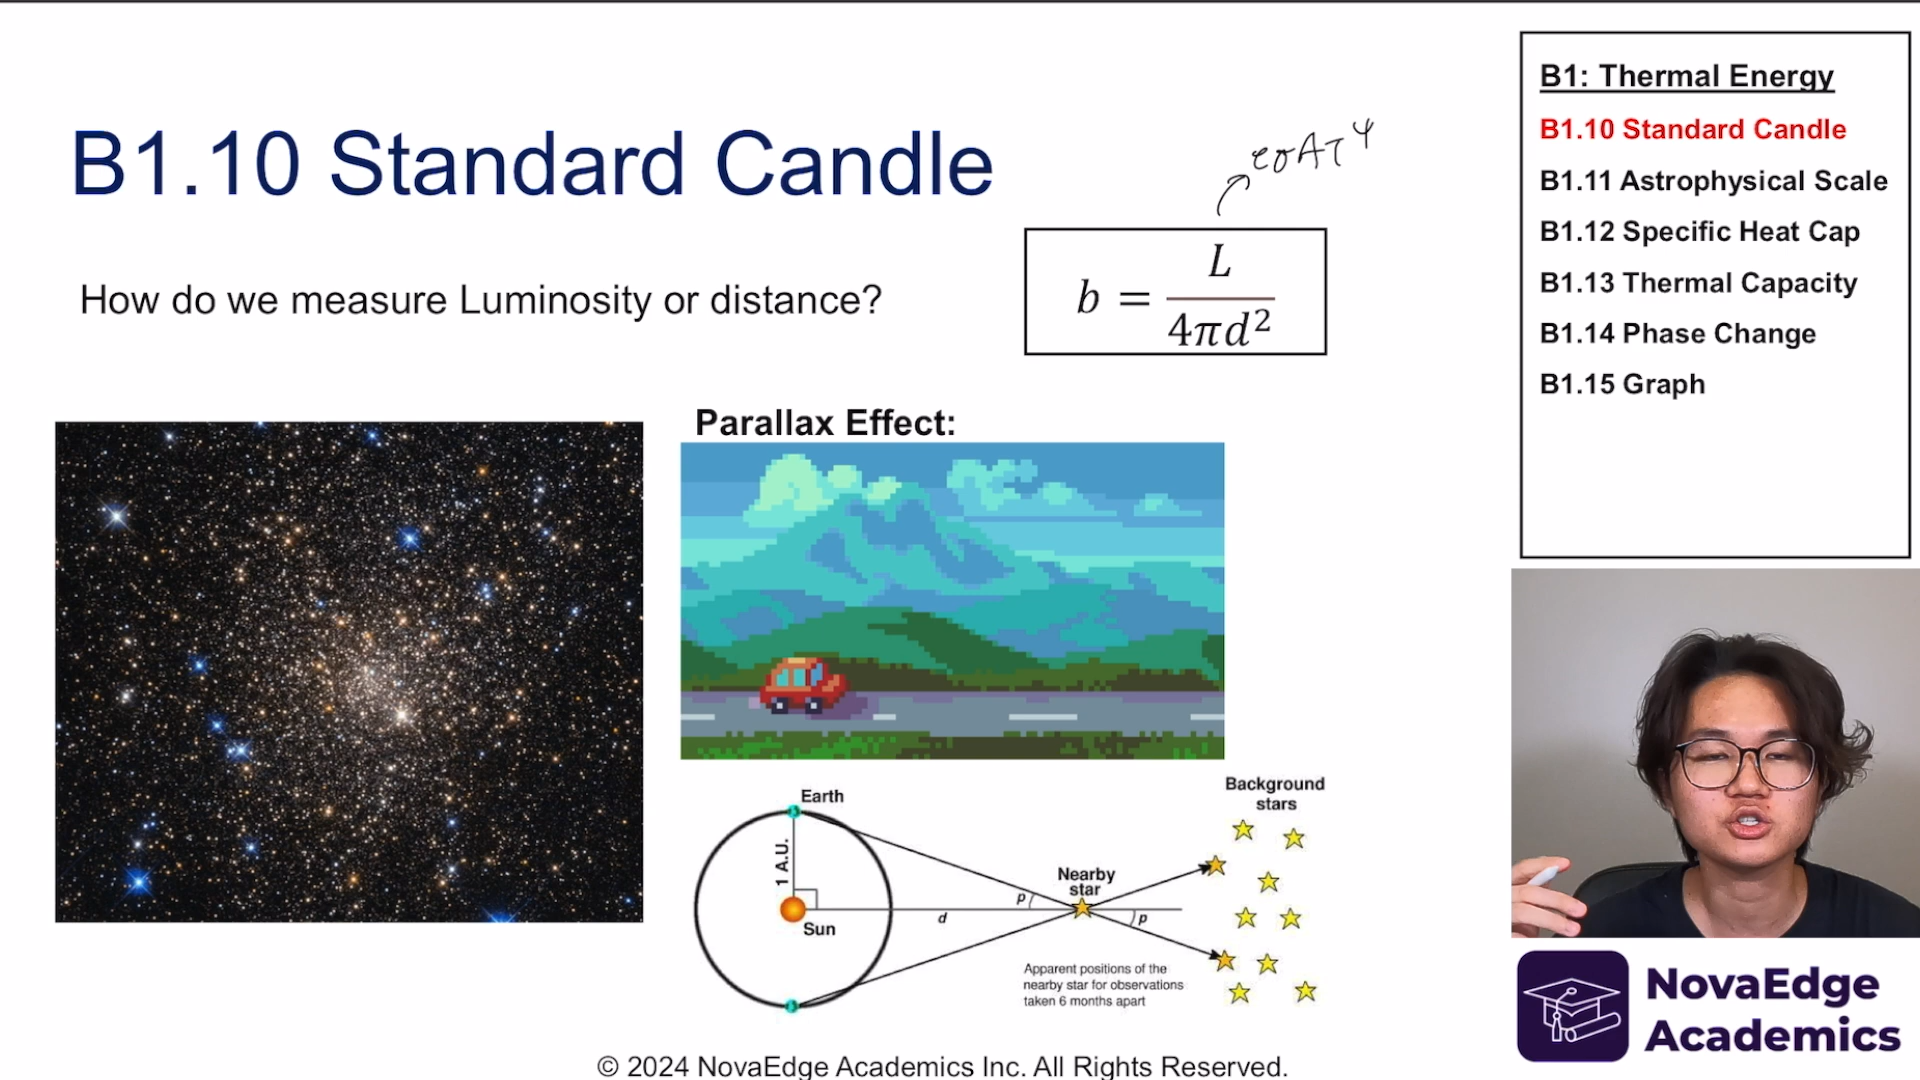 B1.10 Standard Candle
eσAT⁴
How do we measure Luminosity or distance?
b = L / 4πd²
Parallax Effect:
Earth
1 A.U.
Sun
d
p
Nearby
star
p
Background
stars
Apparent positions of the
nearby star for observations
taken 6 months apart
B1: Thermal Energy
B1.10 Standard Candle
B1.11 Astrophysical Scale
B1.12 Specific Heat Cap
B1.13 Thermal Capacity
B1.14 Phase Change
B1.15 Graph
NovaEdge
Academics
© 2024 NovaEdge Academics Inc. All Rights Reserved.